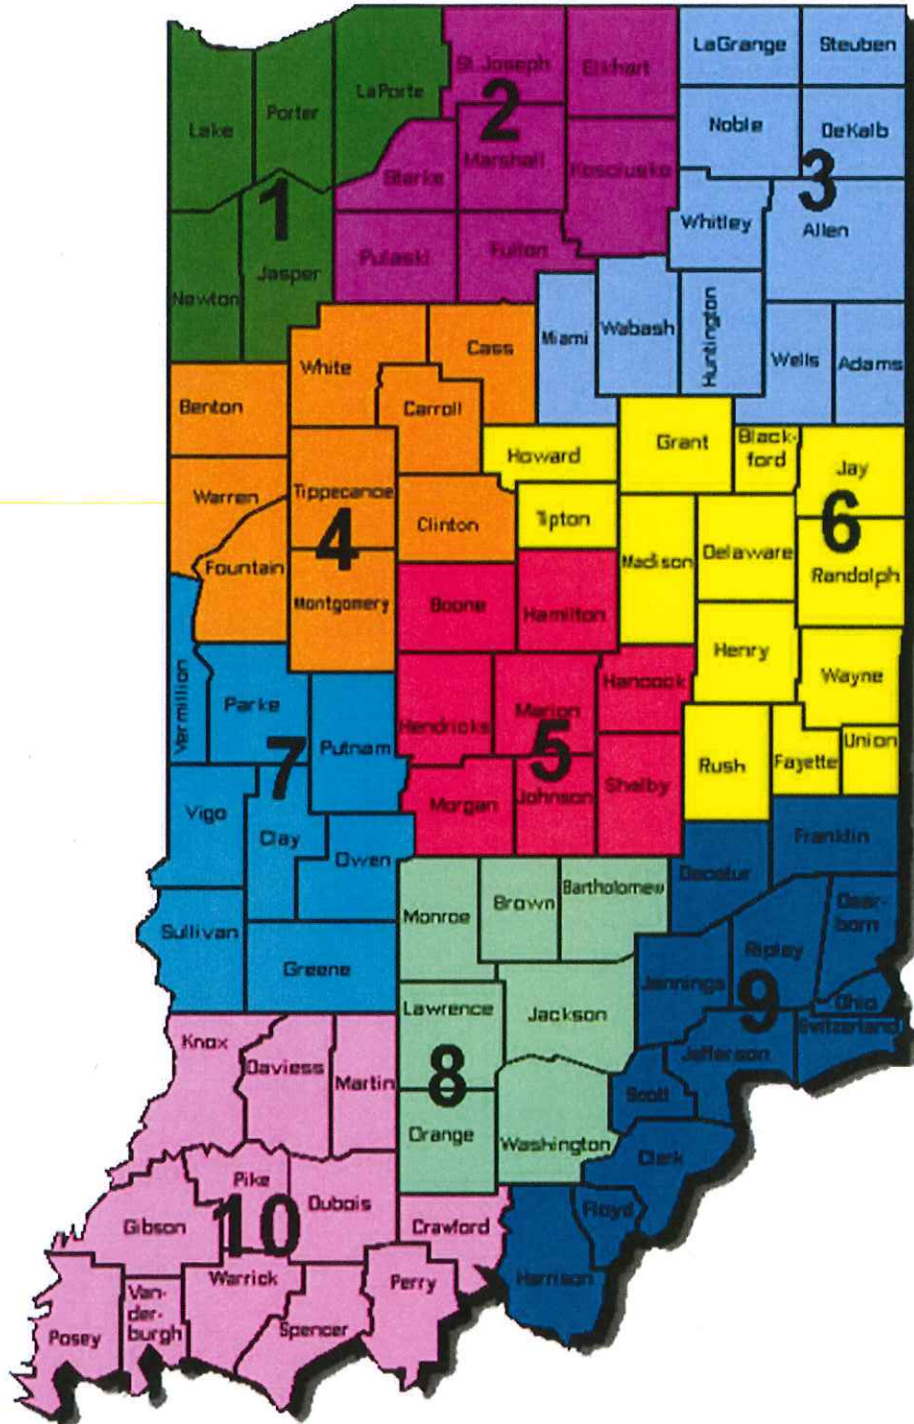 LaGrange
Steuben
St. Joseph
Elkhart
LaPorte
Porter
Lake
2
Noble
DeKalb
Marshall
Starke
Kosciusko
3
1
Whitley
Allen
Pulaski
Fulton
Jasper
Newton
Miami
Wabash
Huntington
Wells
Adams
White
Cass
Benton
Carroll
Howard
Grant
Black-
ford
Jay
Warren
Tippecanoe
Clinton
Tipton
6
4
Fountain
Madison
Delaware
Randolph
Montgomery
Boone
Hamilton
Henry
Wayne
Vermillion
Parke
Hancock
Hendricks
Marion
Putnam
7
5
Rush
Fayette
Union
Vigo
Morgan
Johnson
Shelby
Clay
Owen
Franklin
Decatur
Monroe
Brown
Bartholomew
Dear-
born
Sullivan
Greene
Ripley
Jennings
9
Ohio
Lawrence
Jackson
Switzerland
Knox
Daviess
Martin
8
Jefferson
Scott
Orange
Washington
Clark
Pike
Dubois
10
Gibson
Crawford
Floyd
Harrison
Warrick
Perry
Van-
der-
burgh
Posey
Spencer